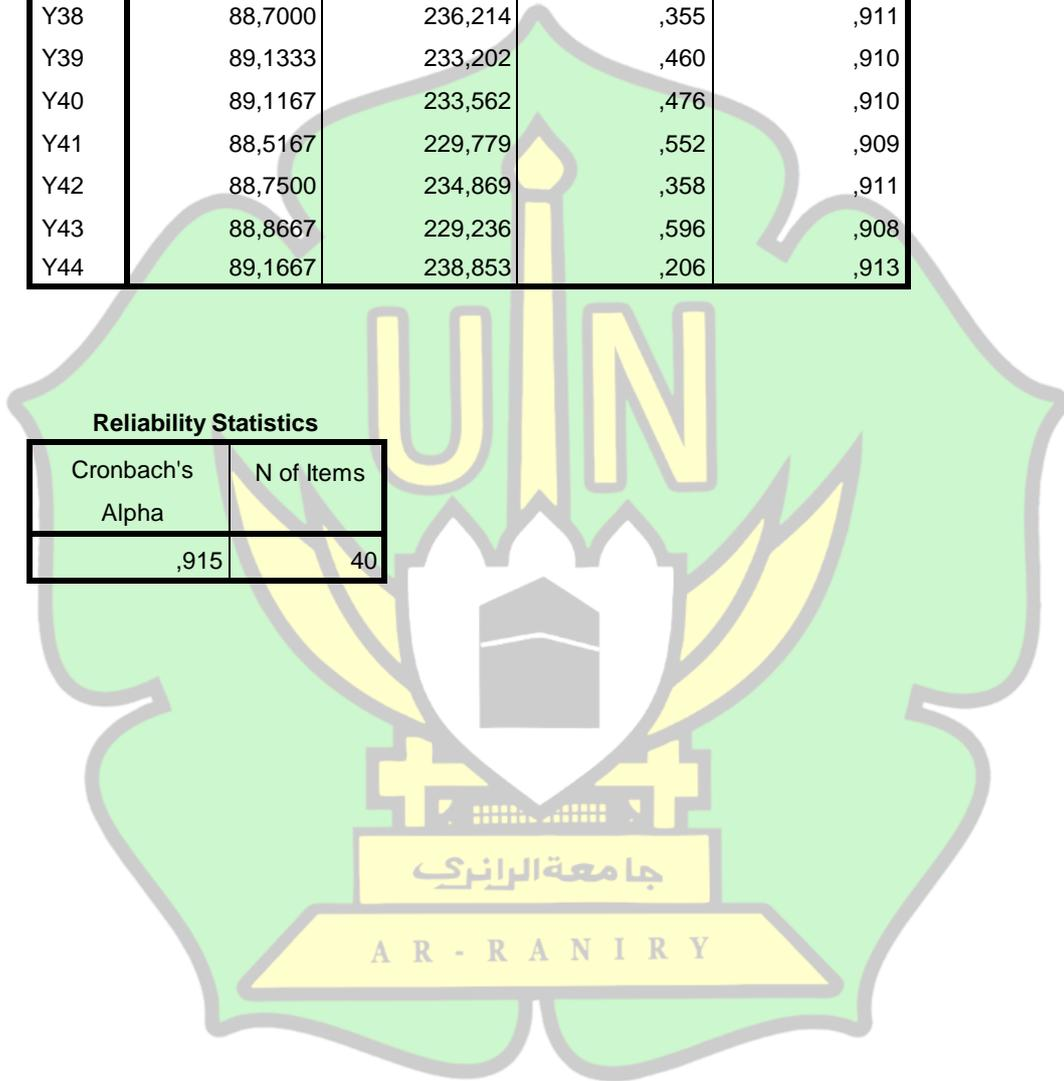 Y38 88,7000 236,214 ,355 ,911
Y39 89,1333 233,202 ,460 ,910
Y40 89,1167 233,562 ,476 ,910
Y41 88,5167 229,779 ,552 ,909
Y42 88,7500 234,869 ,358 ,911
Y43 88,8667 229,236 ,596 ,908
Y44 89,1667 238,853 ,206 ,913
UIN
Reliability Statistics
Cronbach's Alpha N of Items
,915 40
جامعة الرانري
AR-RANIRY